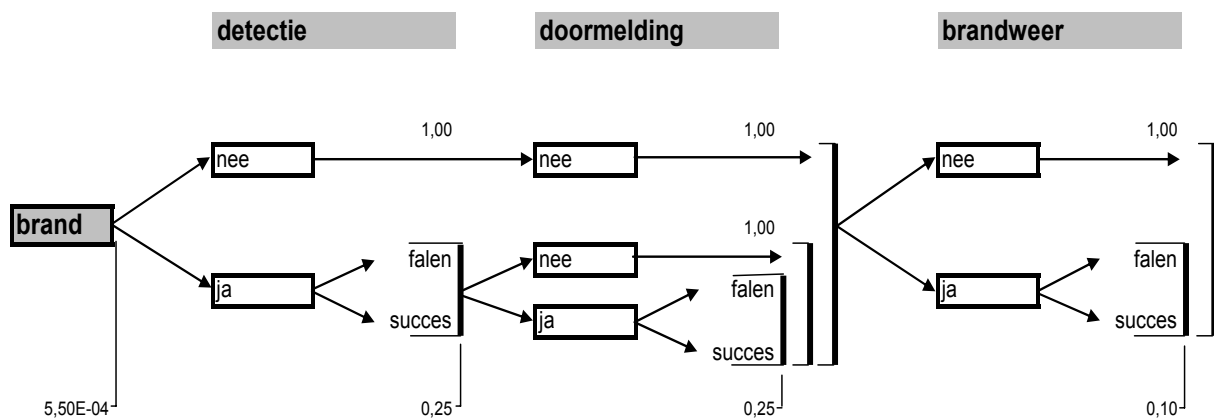 detectie doormelding brandweer
1,00 1,00 1,00
nee nee nee
brand
1,00
falen nee falen
ja falen ja
succes ja succes
succes
5,50E-04 0,25 0,25 0,10